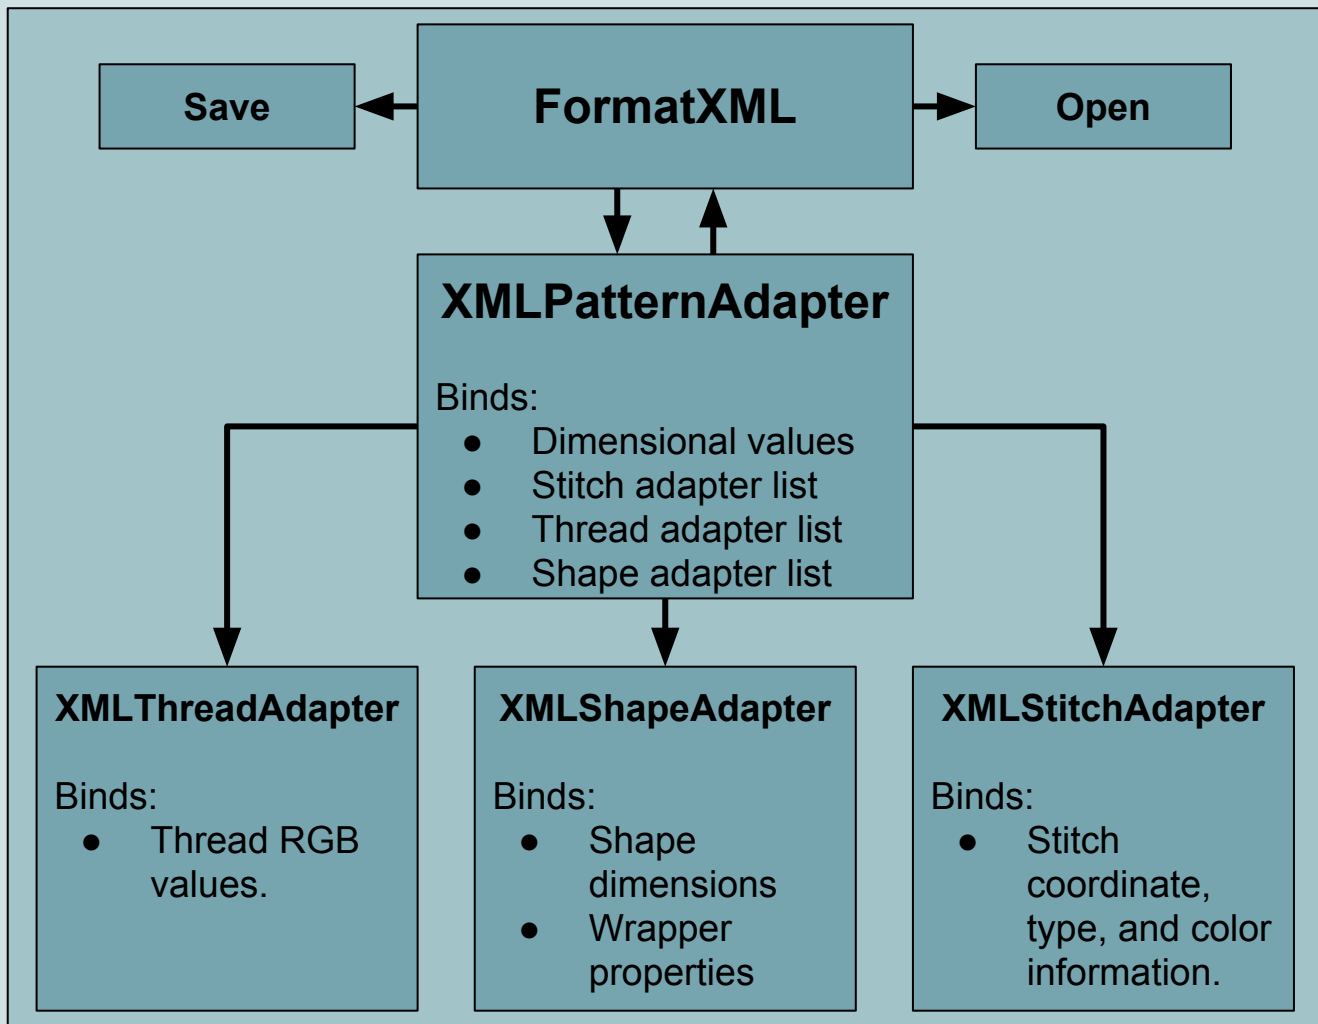 Save
FormatXML
Open
XMLPatternAdapter
Binds:
● Dimensional values
● Stitch adapter list
● Thread adapter list
● Shape adapter list
XMLThreadAdapter
Binds:
● Thread RGB
values.
XMLShapeAdapter
Binds:
● Shape
dimensions
● Wrapper
properties
XMLStitchAdapter
Binds:
● Stitch
coordinate,
type, and color
information.